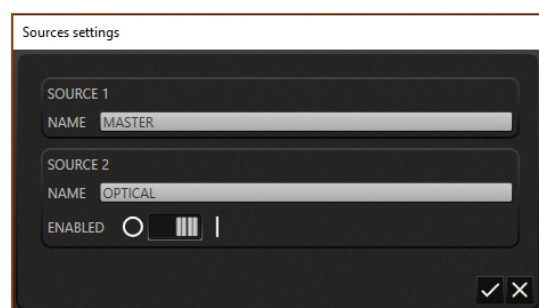 Sources settings
SOURCE 1
NAME MASTER
SOURCE 2
NAME OPTICAL
ENABLED